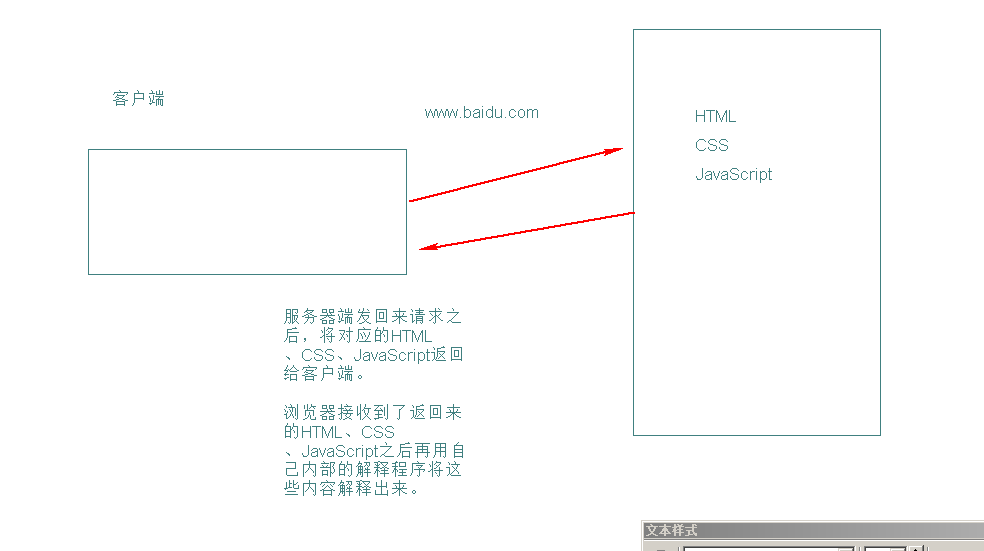 客户端
www.baidu.com
HTML
CSS
JavaScript
服务器端发回来请求之
后，将对应的HTML
、CSS、JavaScript返回
给客户端。
浏览器接收到了返回来
的HTML、CSS
、JavaScript之后再用自
己内部的解释程序将这
些内容解释出来。
文本样式